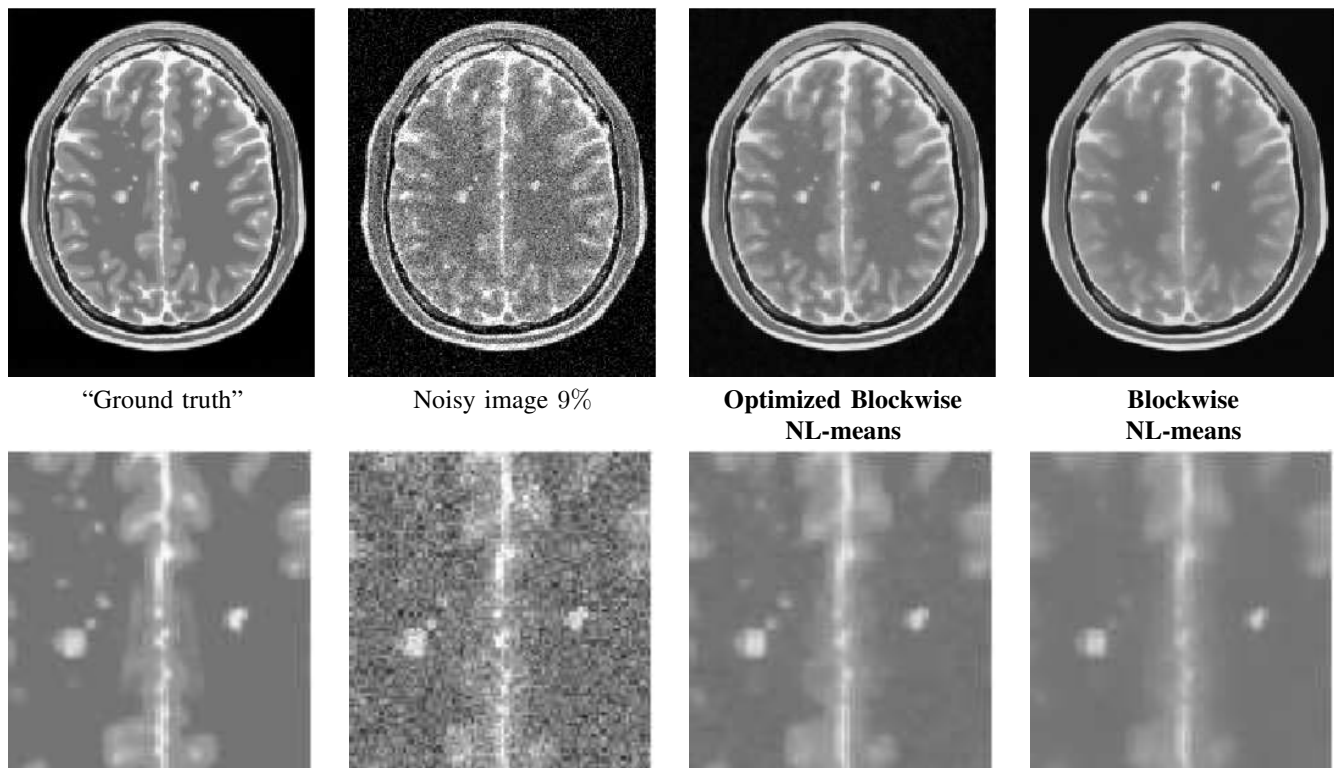 “Ground truth”
Noisy image 9%
Optimized Blockwise
NL-means
Blockwise
NL-means